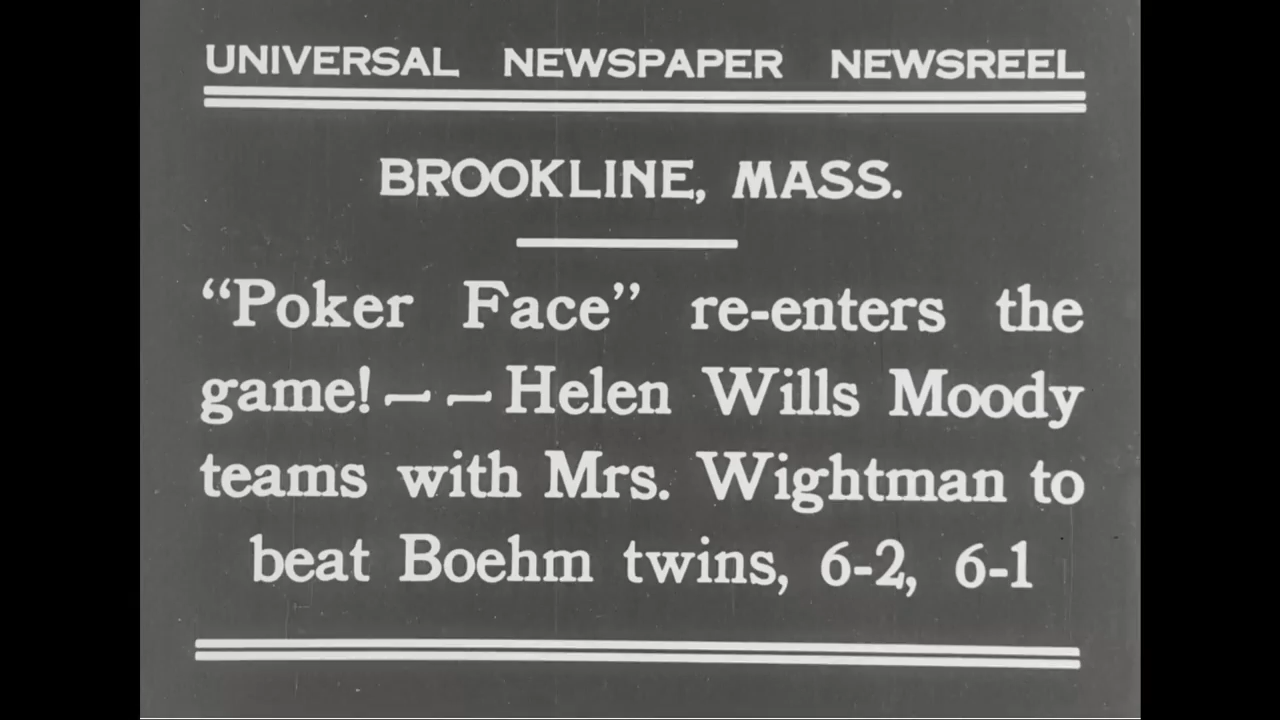 UNIVERSAL NEWSPAPER NEWSREEL
BROOKLINE, MASS.
“Poker Face” re-enters the
game!——Helen Wills Moody
teams with Mrs. Wightman to
beat Boehm twins, 6-2, 6-1